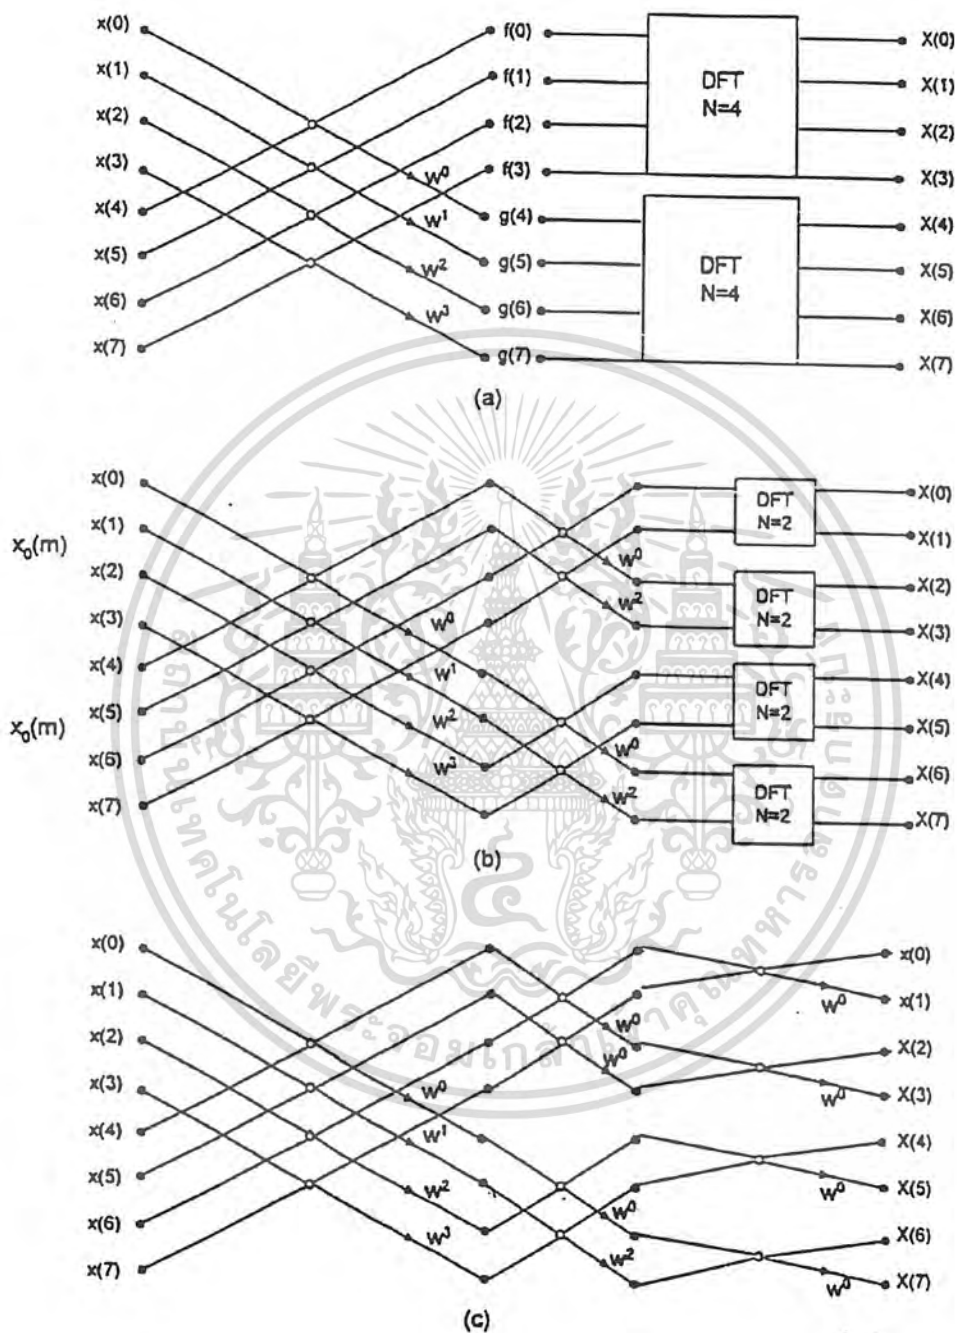 x(0)
x(1)
x(2)
x(3)
x(4)
x(5)
x(6)
x(7)
W⁰
W¹
W²
W³
f(0)
f(1)
f(2)
f(3)
g(4)
g(5)
g(6)
g(7)
DFT
N=4
DFT
N=4
X(0)
X(1)
X(2)
X(3)
X(4)
X(5)
X(6)
X(7)
(a)
x₀(m)
x₀(m)
x(0)
x(1)
x(2)
x(3)
x(4)
x(5)
x(6)
x(7)
W⁰
W¹
W²
W³
W⁰
W²
W⁰
W²
DFT
N=2
DFT
N=2
DFT
N=2
DFT
N=2
X(0)
X(1)
X(2)
X(3)
X(4)
X(5)
X(6)
X(7)
(b)
x(0)
x(1)
x(2)
x(3)
x(4)
x(5)
x(6)
x(7)
W⁰
W¹
W²
W³
W⁰
W⁰
W⁰
W²
W⁰
W⁰
W⁰
W⁰
x(0)
x(1)
X(2)
X(3)
X(4)
X(5)
X(6)
X(7)
(c)